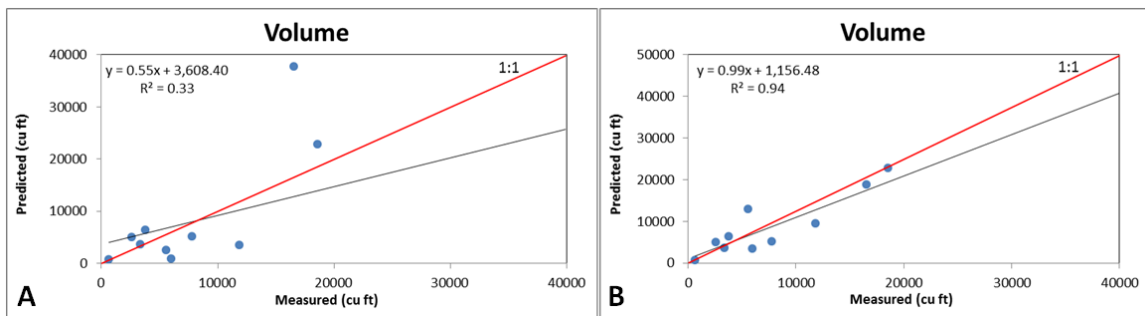 Volume
y = 0.55x + 3,608.40
R² = 0.33
1:1
40000
30000
20000
10000
0
Predicted (cu ft)
0 10000 20000 30000 40000
Measured (cu ft)
A
Volume
y = 0.99x + 1,156.48
R² = 0.94
1:1
50000
40000
30000
20000
10000
0
Predicted (cu ft)
0 10000 20000 30000 40000
Measured (cu ft)
B